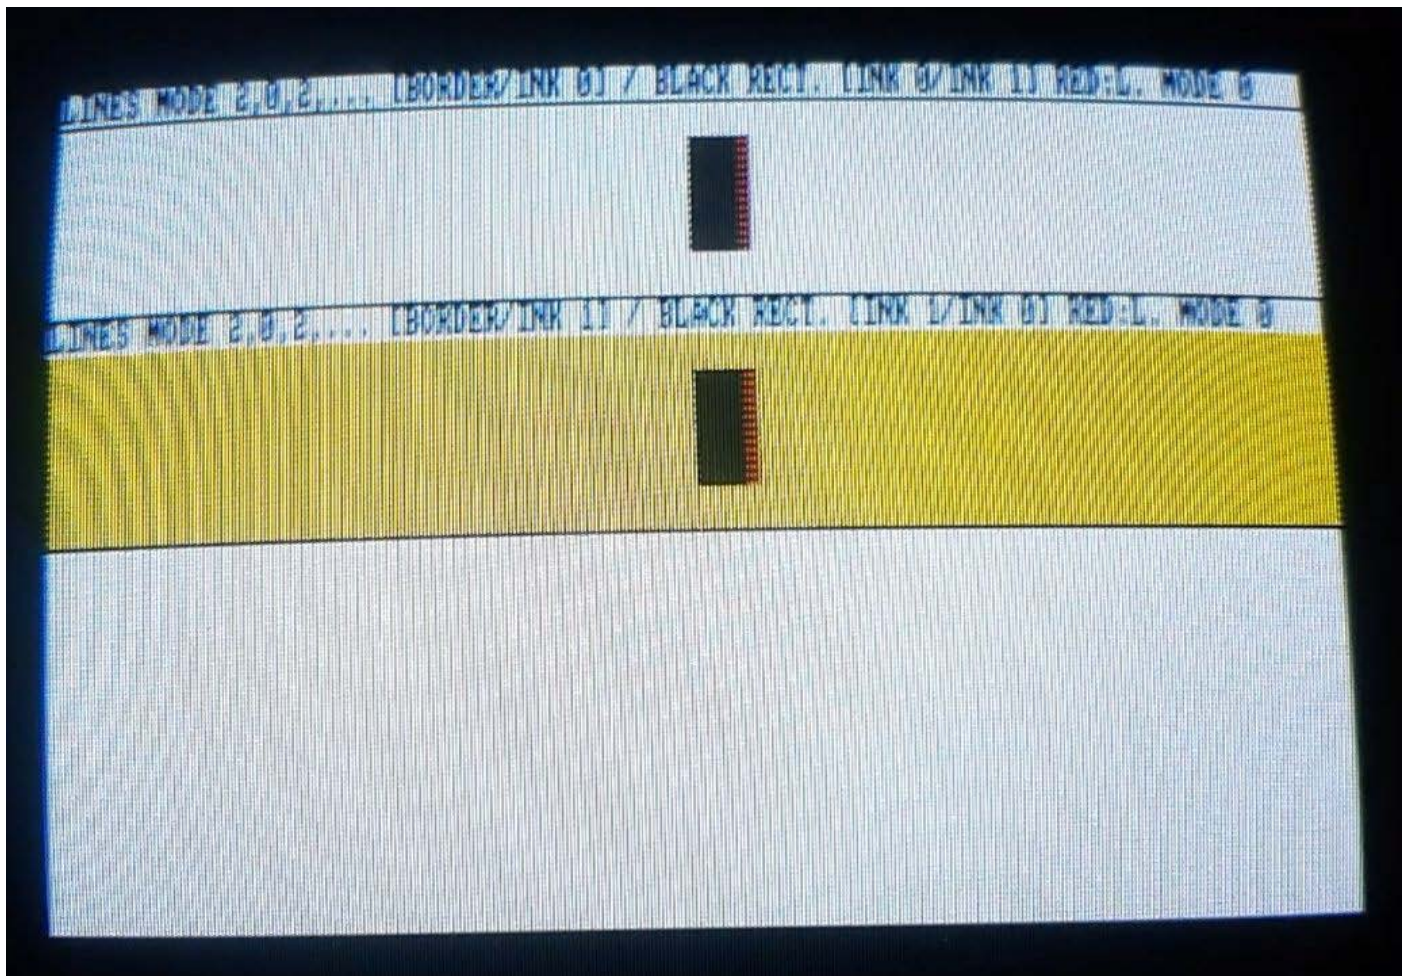 LINES MODE 2,0,2,... [BORDER/INK 0] / BLACK RECT. [INK 0/INK 1] RED:L. MODE 0
LINES MODE 2,0,2,... [BORDER/INK 1] / BLACK RECT. [INK 1/INK 0] RED:L. MODE 0